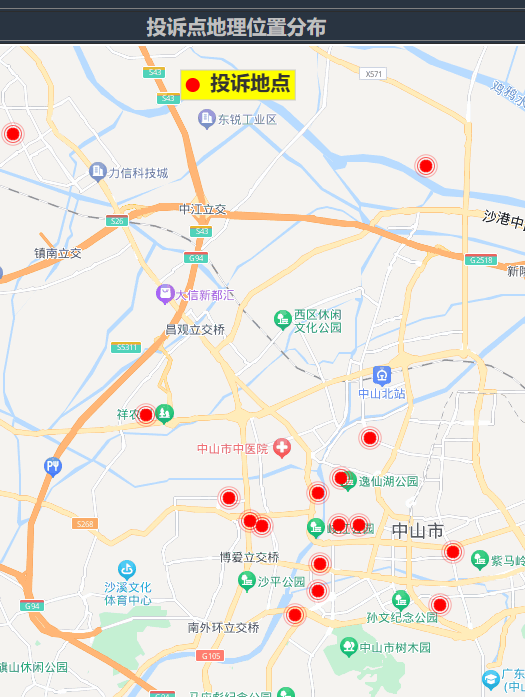 投诉点地理位置分布
S43
X571
投诉地点
S43
鸡鸦水
东锐工业区
力信科技城
中江立交
S26
S43
沙港中
镇南立交
G94
G2518
新隆
大信新都汇
西区休闲
文化公园
昌观立交桥
S5311
中山北站
祥农
中山市中医院
逸仙湖公园
S268
中山市
博爱立交桥
紫马岭
沙溪文化
体育中心
沙平公园
G94
孙文纪念公园
南外环立交桥
中山市树木园
G105
旗山休闲公园
广东
(中山